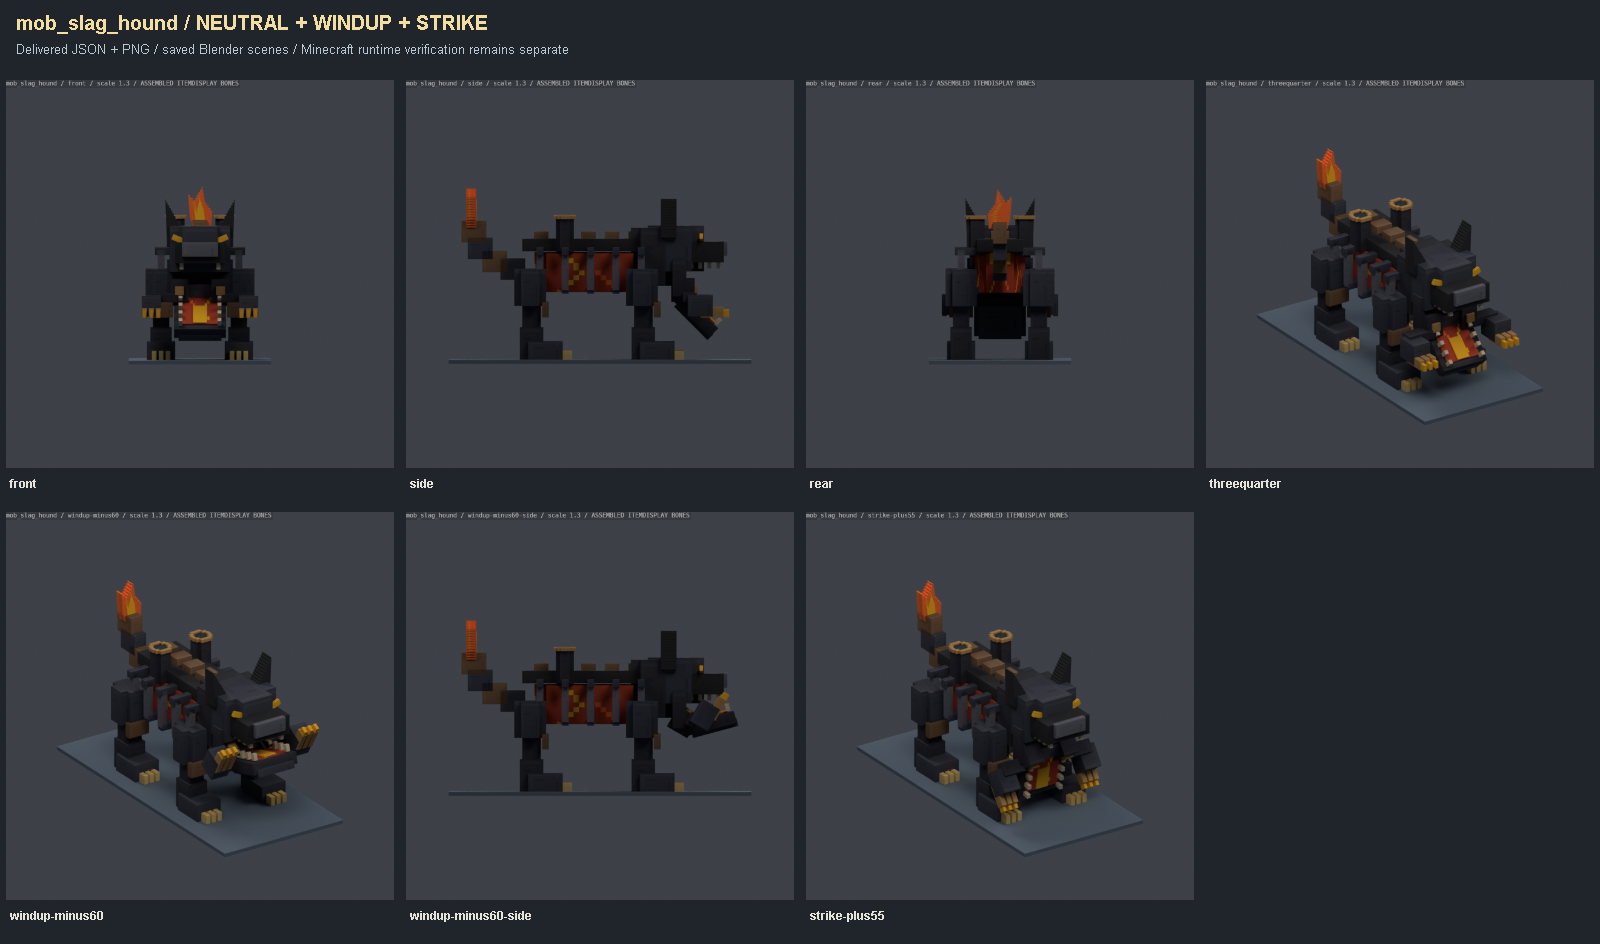 mob_slag_hound / NEUTRAL + WINDUP + STRIKE
Delivered JSON + PNG / saved Blender scenes / Minecraft runtime verification remains separate
mob_slag_hound / front / scale 1.3 / ASSEMBLED ITEMDISPLAY BONES
mob_slag_hound / side / scale 1.3 / ASSEMBLED ITEMDISPLAY BONES
mob_slag_hound / rear / scale 1.3 / ASSEMBLED ITEMDISPLAY BONES
mob_slag_hound / threequarter / scale 1.3 / ASSEMBLED ITEMDISPLAY BONES
front
side
rear
threequarter
mob_slag_hound / windup-minus60 / scale 1.3 / ASSEMBLED ITEMDISPLAY BONES
mob_slag_hound / windup-minus60-side / scale 1.3 / ASSEMBLED ITEMDISPLAY BONES
mob_slag_hound / strike-plus55 / scale 1.3 / ASSEMBLED ITEMDISPLAY BONES
windup-minus60
windup-minus60-side
strike-plus55